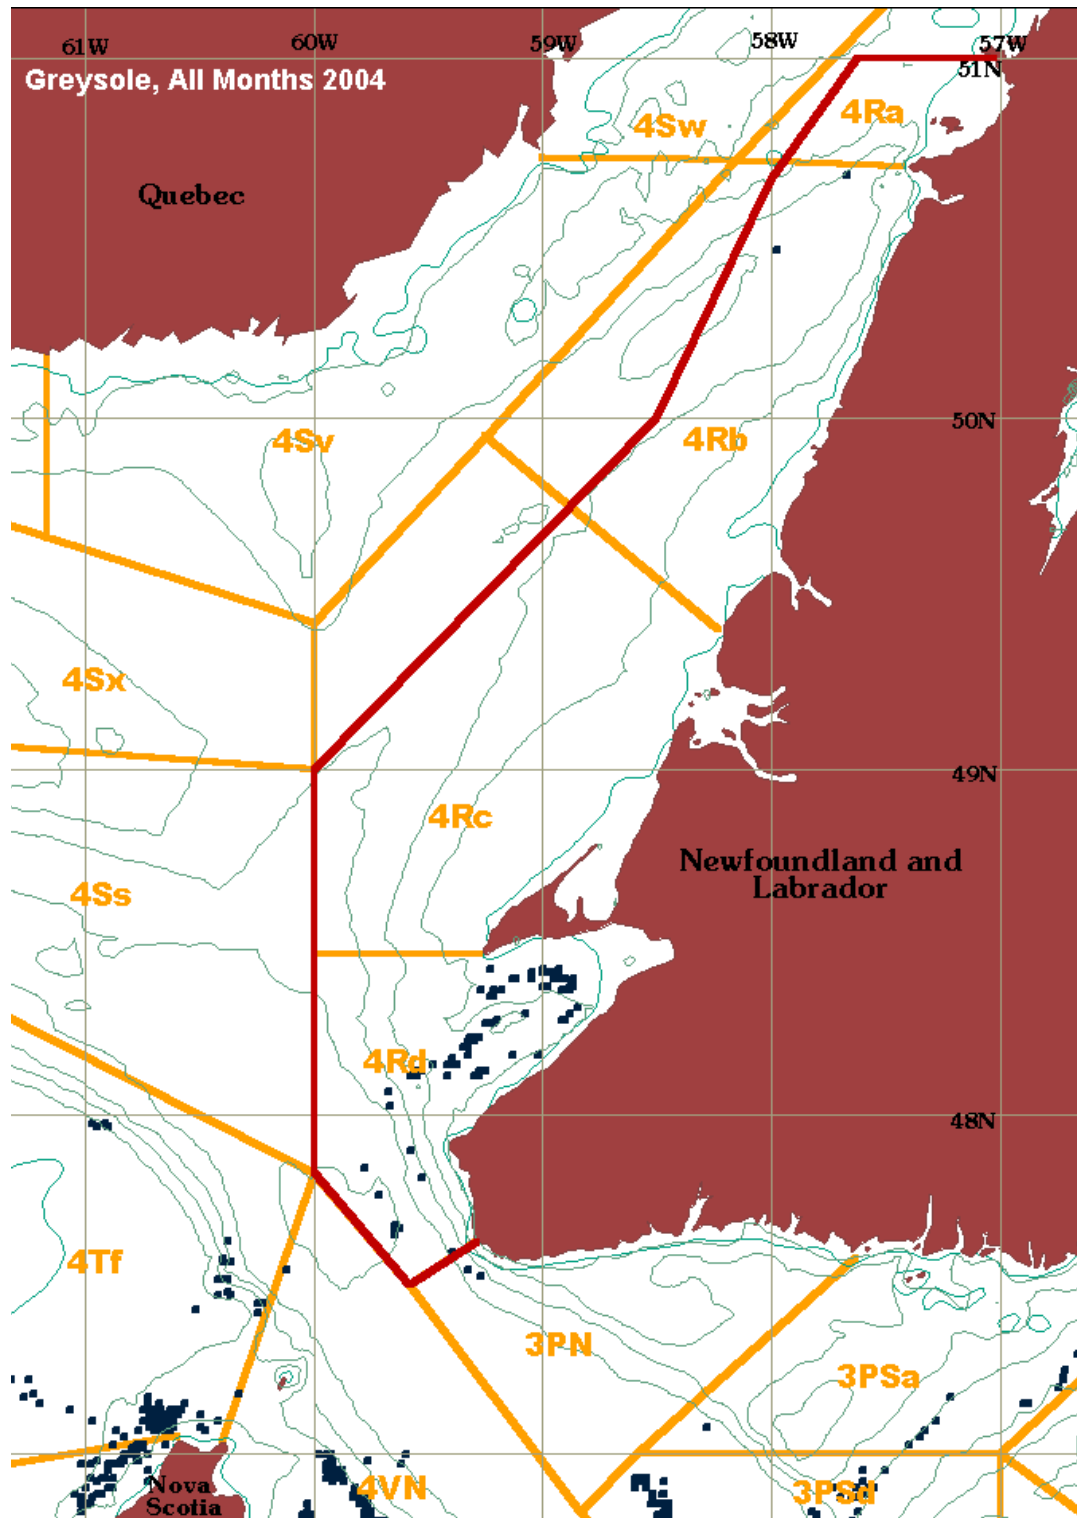 61W
60W
59W
58W
57W
51N
Greysole, All Months 2004
4Sw
4Ra
Quebec
4Sv
4Rb
50N
4Sx
49N
4Rc
Newfoundland and
Labrador
4Ss
4Rd
48N
4Tf
3PN
3PSa
4VN
3PSd
Nova
Scotia